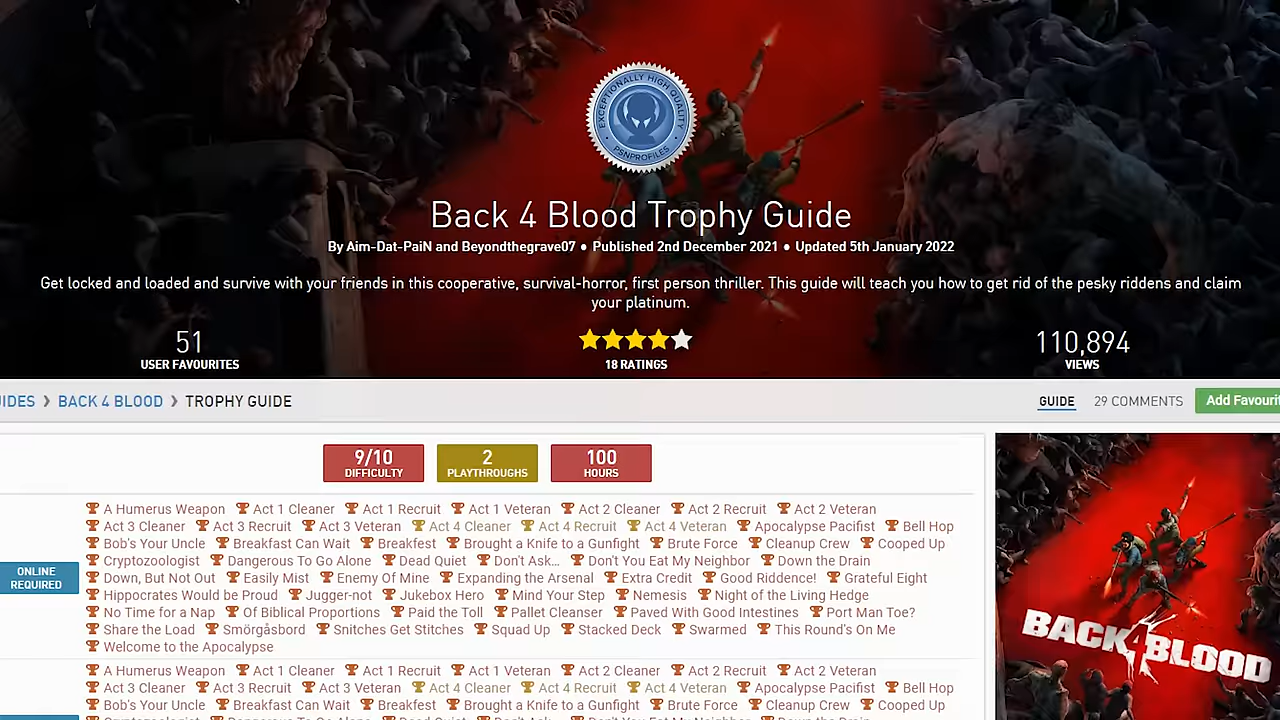 EXCEPTIONALLY HIGH QUALITY
PSNPROFILES
Back 4 Blood Trophy Guide
By Aim-Dat-PaiN and Beyondthegrave07 • Published 2nd December 2021 • Updated 5th January 2022
Get locked and loaded and survive with your friends in this cooperative, survival-horror, first person thriller. This guide will teach you how to get rid of the pesky riddens and claim
your platinum.
51
USER FAVOURITES
18 RATINGS
110,894
VIEWS
IDES > BACK 4 BLOOD > TROPHY GUIDE
GUIDE 29 COMMENTS Add Favourit
9/10
DIFFICULTY
2
PLAYTHROUGHS
100
HOURS
ONLINE
REQUIRED
A Humerus Weapon Act 1 Cleaner Act 1 Recruit Act 1 Veteran Act 2 Cleaner Act 2 Recruit Act 2 Veteran
Act 3 Cleaner Act 3 Recruit Act 3 Veteran Act 4 Cleaner Act 4 Recruit Act 4 Veteran Apocalypse Pacifist Bell Hop
Bob's Your Uncle Breakfast Can Wait Breakfest Brought a Knife to a Gunfight Brute Force Cleanup Crew Cooped Up
Cryptozoologist Dangerous To Go Alone Dead Quiet Don't Ask... Don't You Eat My Neighbor Down the Drain
Down, But Not Out Easily Mist Enemy Of Mine Expanding the Arsenal Extra Credit Good Riddence! Grateful Eight
Hippocrates Would be Proud Jugger-not Jukebox Hero Mind Your Step Nemesis Night of the Living Hedge
No Time for a Nap Of Biblical Proportions Paid the Toll Pallet Cleanser Paved With Good Intestines Port Man Toe?
Share the Load Smörgåsbord Snitches Get Stitches Squad Up Stacked Deck Swarmed This Round's On Me
Welcome to the Apocalypse
A Humerus Weapon Act 1 Cleaner Act 1 Recruit Act 1 Veteran Act 2 Cleaner Act 2 Recruit Act 2 Veteran
Act 3 Cleaner Act 3 Recruit Act 3 Veteran Act 4 Cleaner Act 4 Recruit Act 4 Veteran Apocalypse Pacifist Bell Hop
Bob's Your Uncle Breakfast Can Wait Breakfest Brought a Knife to a Gunfight Brute Force Cleanup Crew Cooped Up
BACK 4 BLOOD